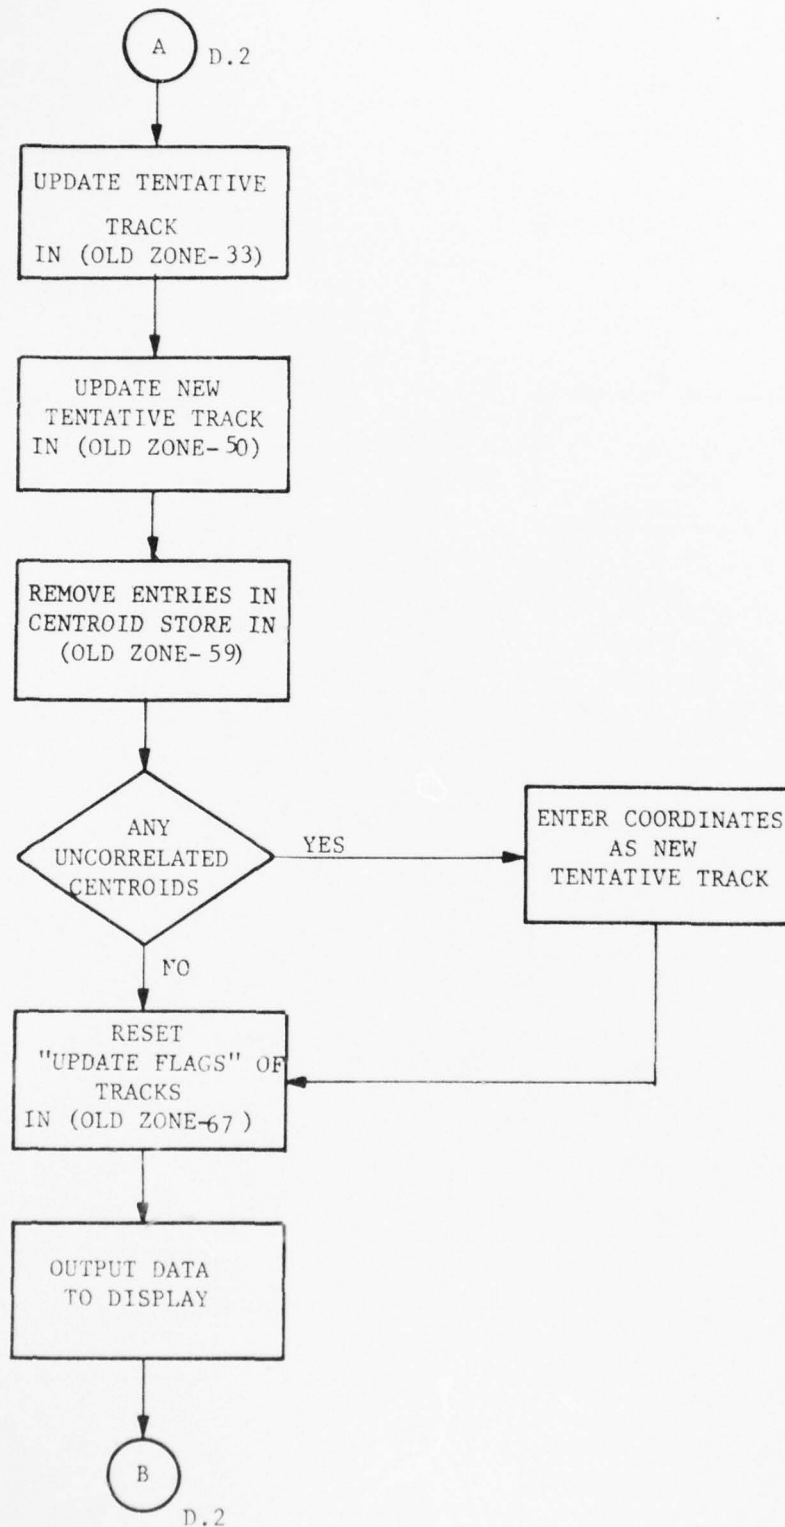 A
D.2
UPDATE TENTATIVE
TRACK
IN (OLD ZONE-33)
UPDATE NEW
TENTATIVE TRACK
IN (OLD ZONE-50)
REMOVE ENTRIES IN
CENTROID STORE IN
(OLD ZONE-59)
ANY
UNCORRELATED
CENTROIDS
YES
ENTER COORDINATES
AS NEW
TENTATIVE TRACK
NO
RESET
"UPDATE FLAGS" OF
TRACKS
IN (OLD ZONE-67)
OUTPUT DATA
TO DISPLAY
B
D.2